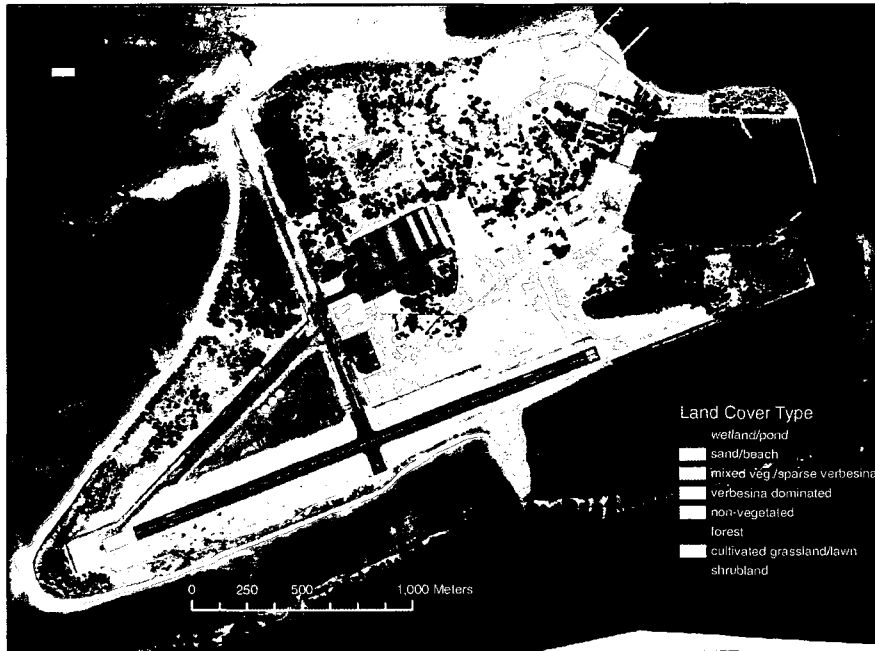 Land Cover Type
wetland/pond
sand/beach
mixed veg./sparse verbesina
verbesina dominated
non-vegetated
forest
cultivated grassland/lawn
shrubland
0 250 500 1,000 Meters